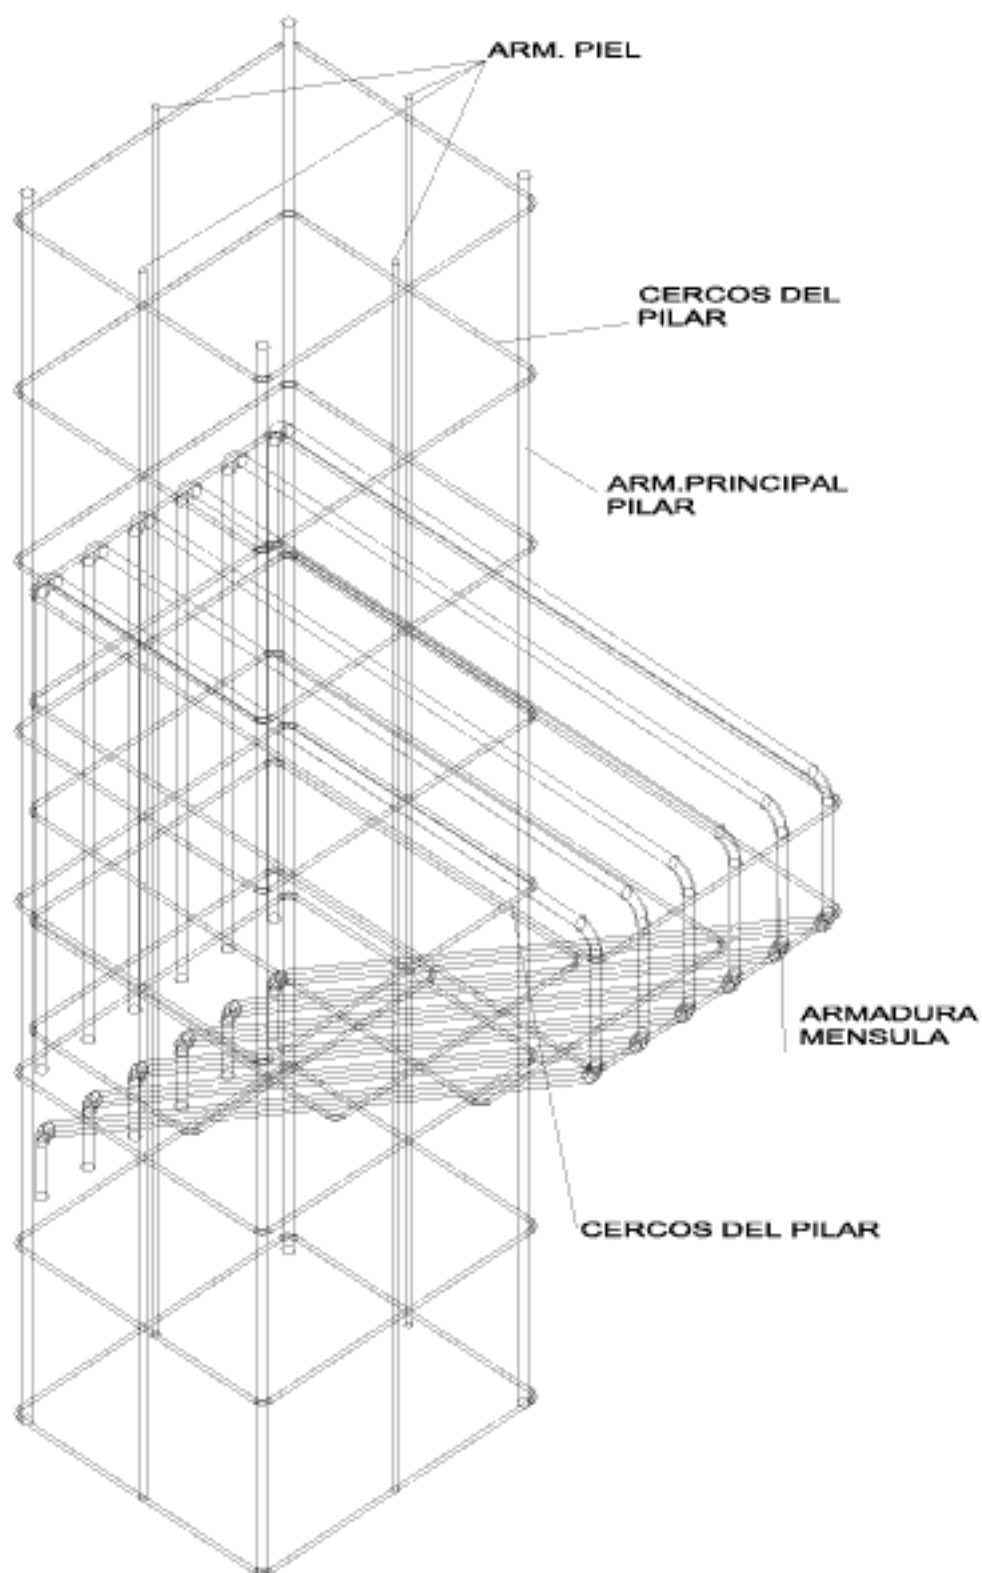 ARM. PIEL
CERCOS DEL
PILAR
ARM.PRINCIPAL
PILAR
ARMADURA
MENSULA
CERCOS DEL PILAR